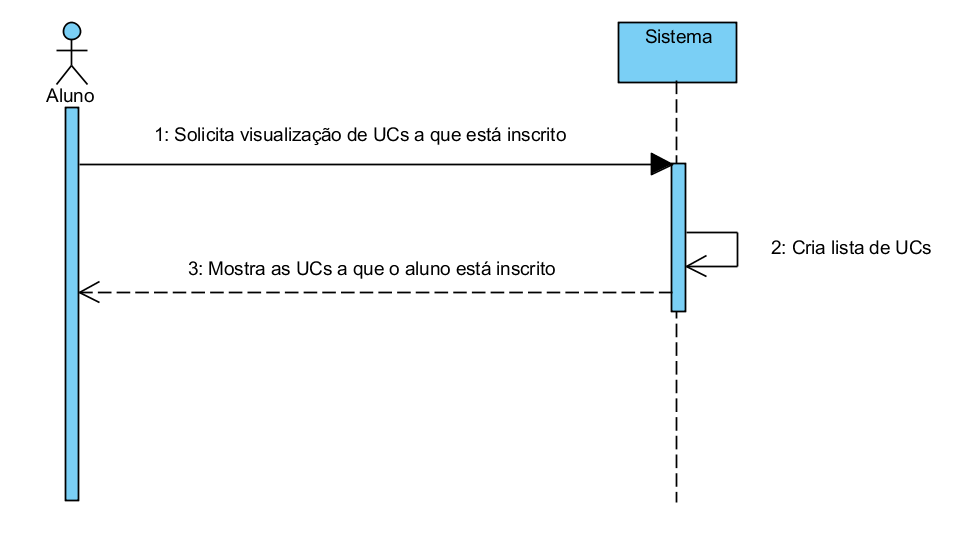 Sistema
Aluno
1: Solicita visualização de UCs a que está inscrito
2: Cria lista de UCs
3: Mostra as UCs a que o aluno está inscrito